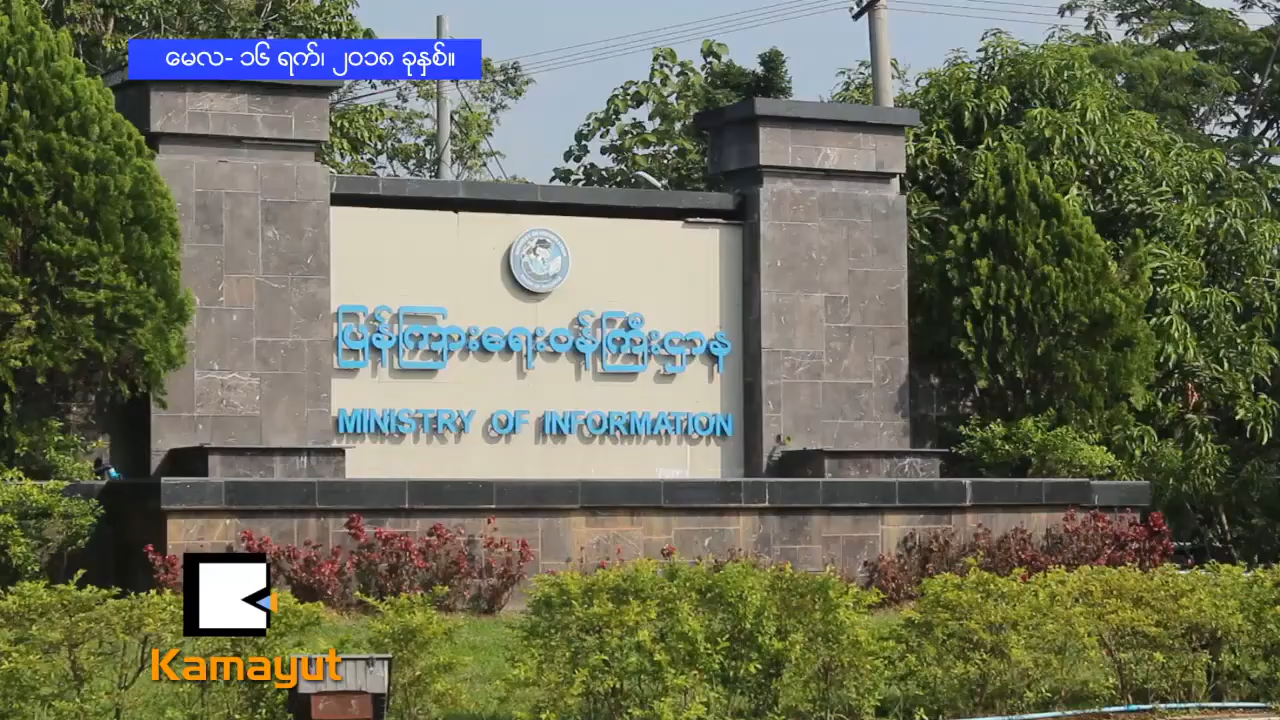 မေလ- ၁၆ ရက်၊ ၂၀၁၈ ခုနှစ်။
ပြန်ကြားရေးဝန်ကြီးဌာန
MINISTRY OF INFORMATION
Kamayut